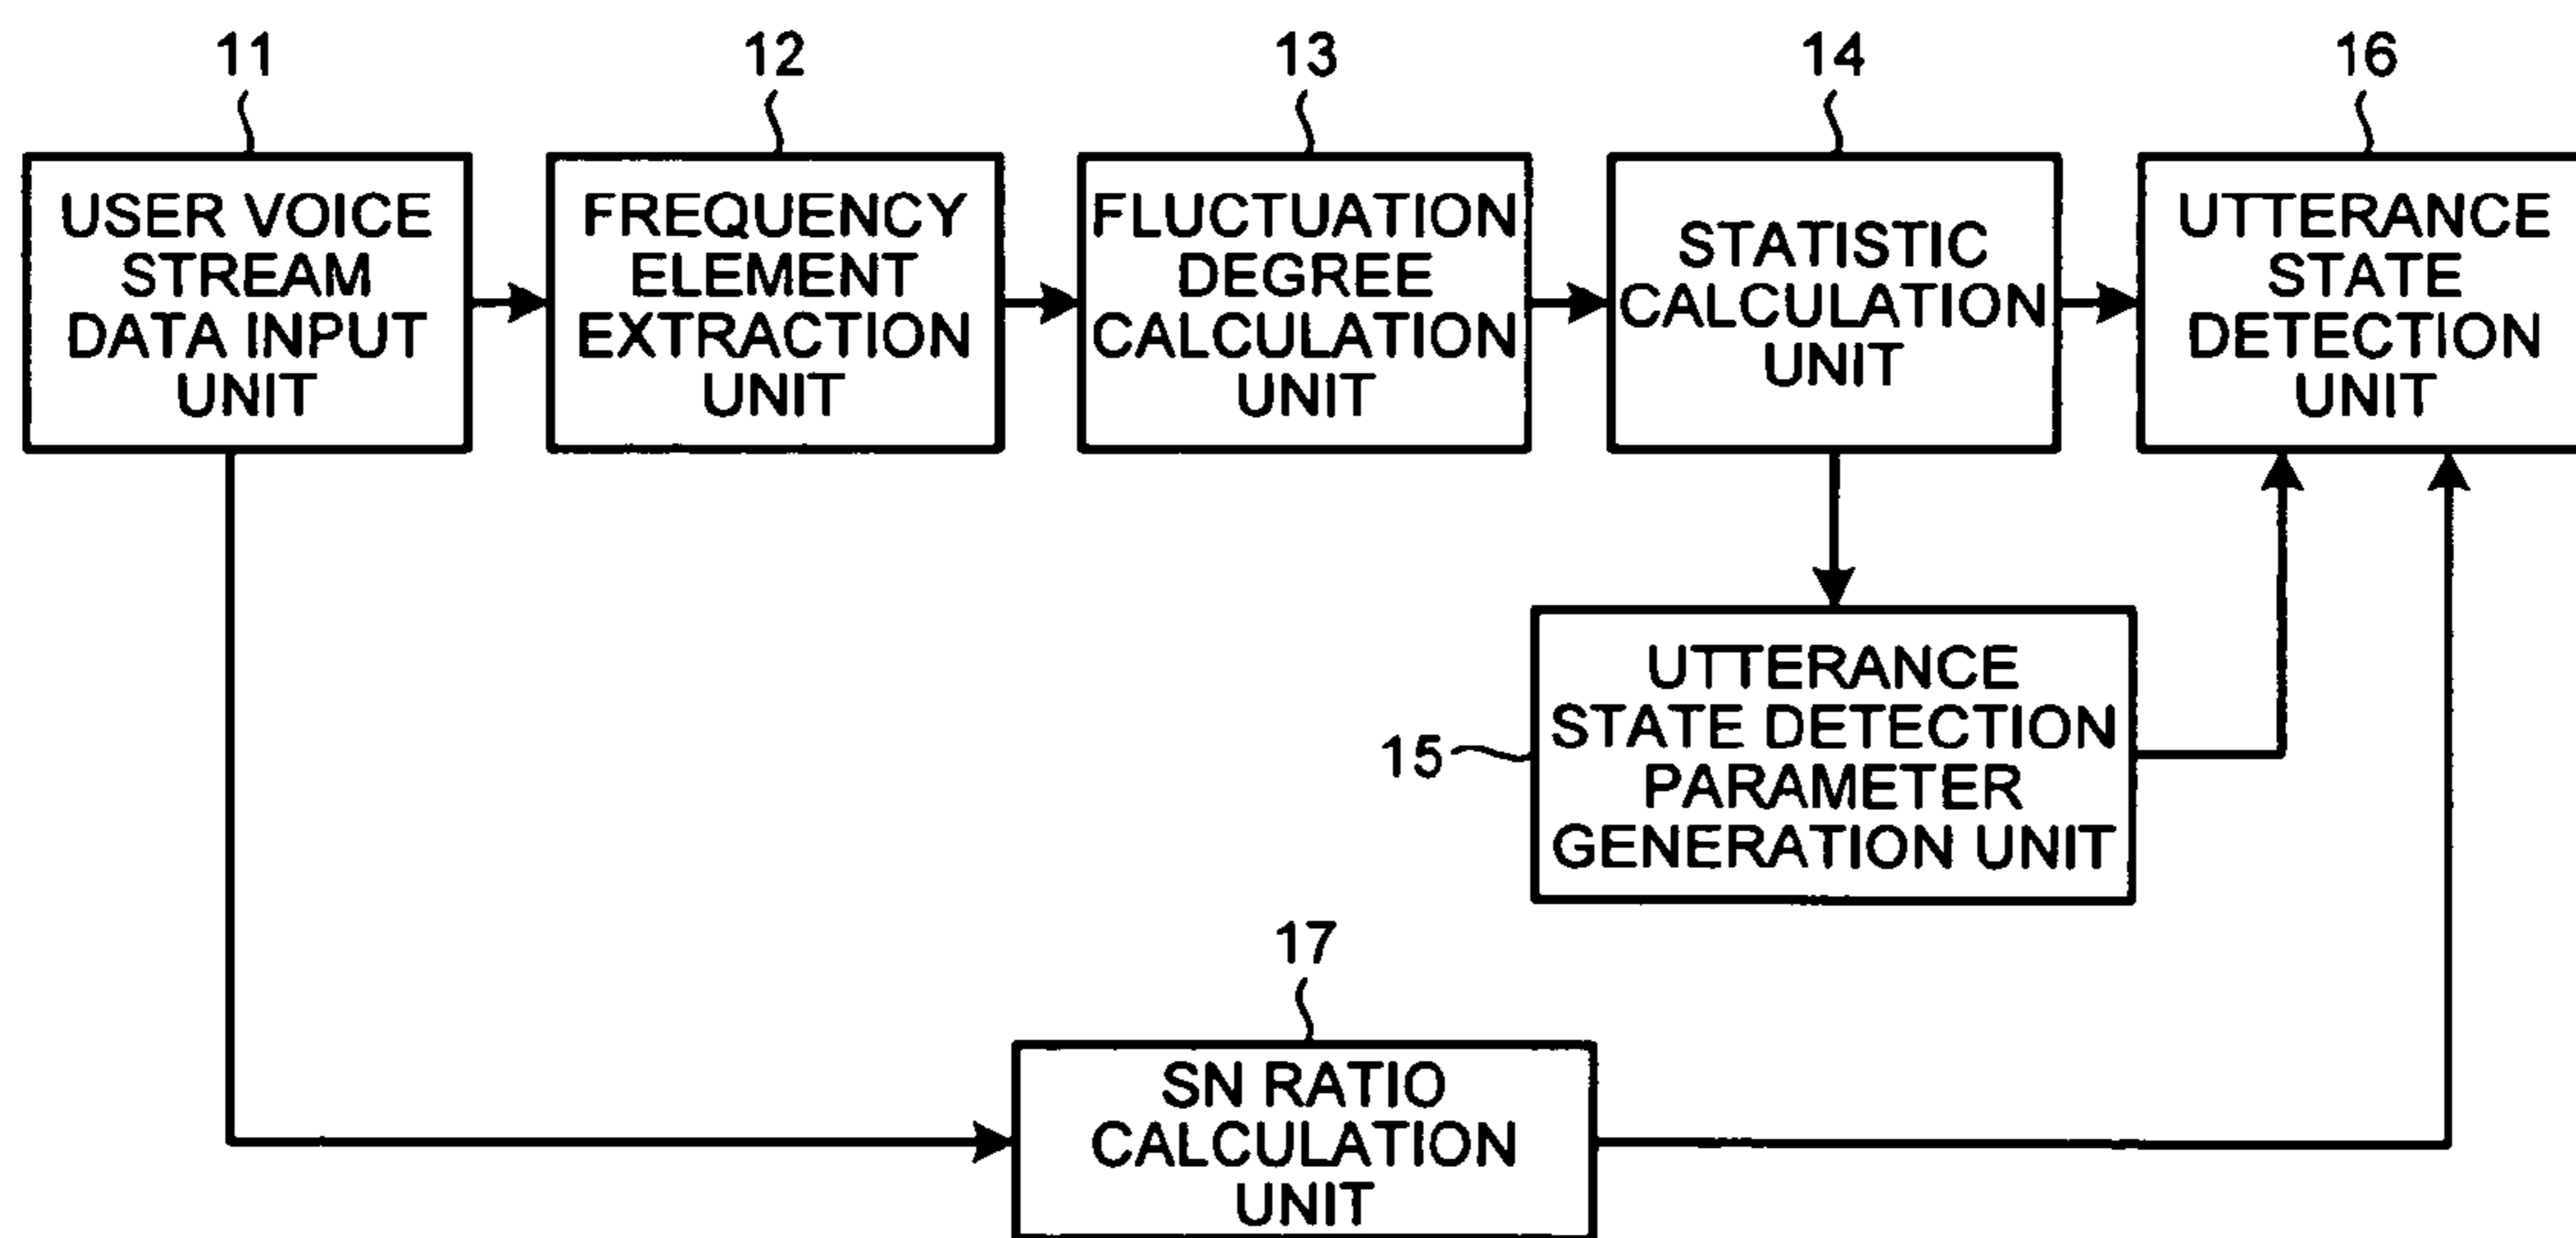 11
12
13
14
16
USER VOICE
STREAM
DATA INPUT
UNIT
FREQUENCY
ELEMENT
EXTRACTION
UNIT
FLUCTUATION
DEGREE
CALCULATION
UNIT
STATISTIC
CALCULATION
UNIT
UTTERANCE
STATE
DETECTION
UNIT
15
UTTERANCE
STATE DETECTION
PARAMETER
GENERATION UNIT
17
SN RATIO
CALCULATION
UNIT